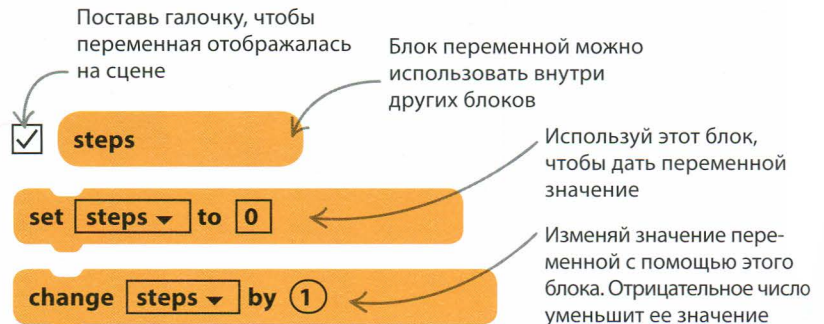 Поставь галочку, чтобы
переменная отображалась
на сцене
Блок переменной можно
использовать внутри
других блоков
steps
Используй этот блок,
чтобы дать переменной
значение
set steps to 0
Изменяй значение пере-
менной с помощью этого
блока. Отрицательное число
уменьшит ее значение
change steps by 1